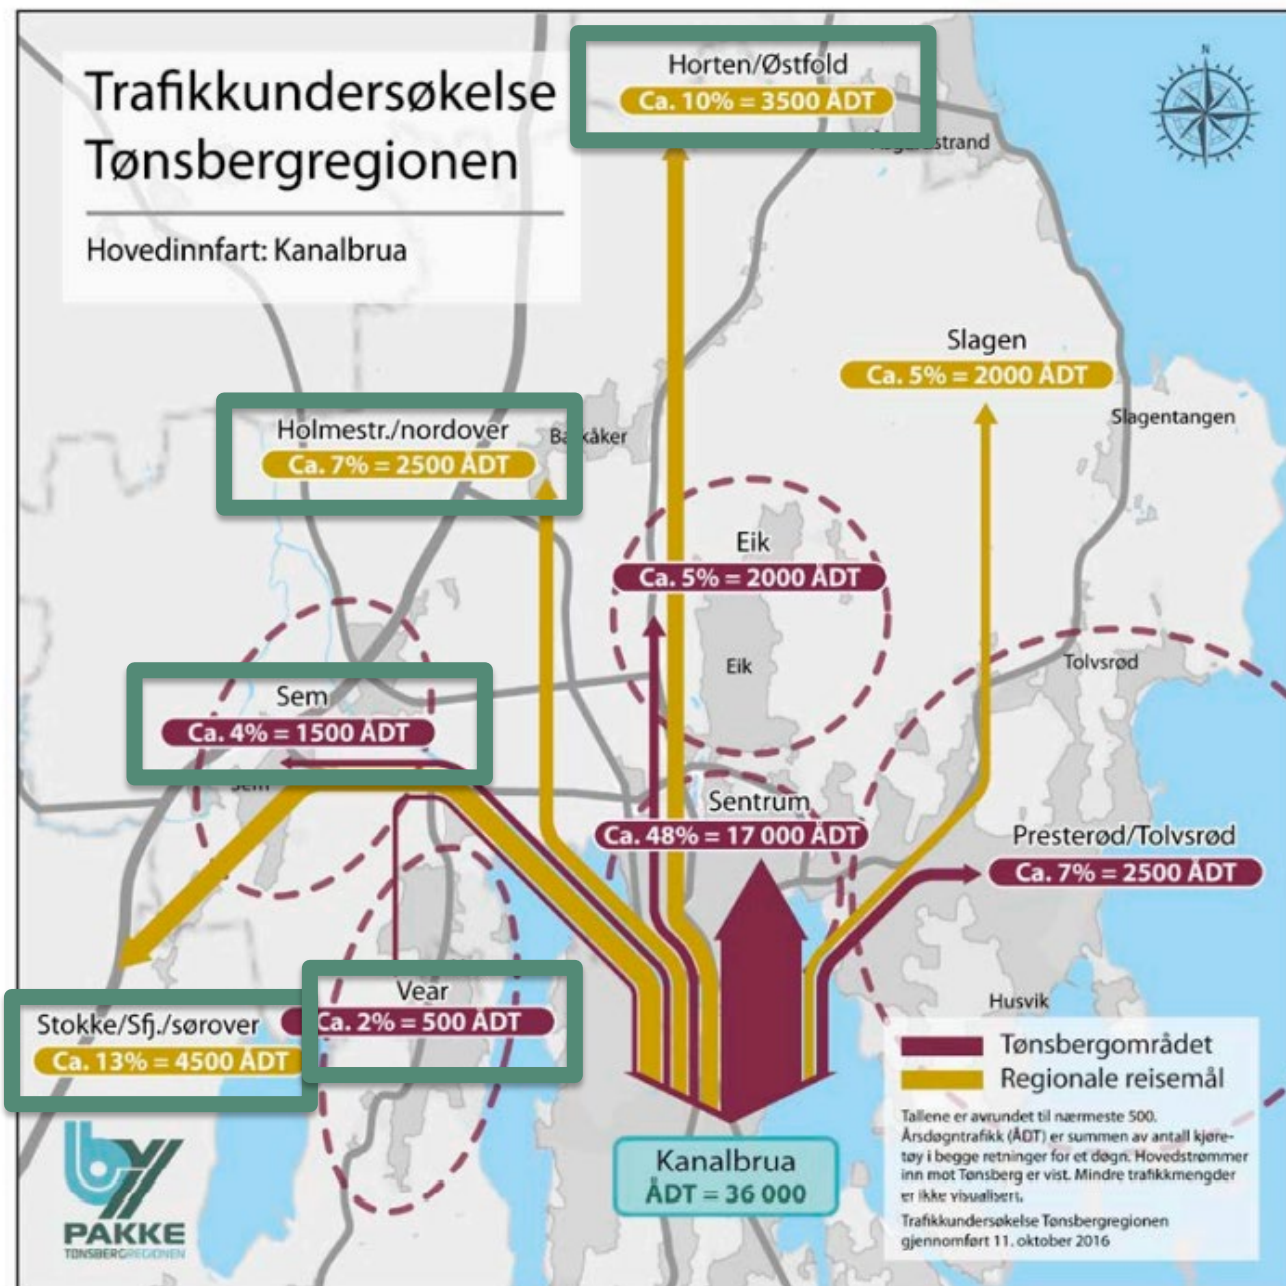 Trafikkundersøkelse
Tønsbergregionen
Hovedinnfart: Kanalbrua
Horten/Østfold
Ca. 10% = 3500 ÅDT
N
Slagen
Ca. 5% = 2000 ÅDT
Slagentangen
Holmestr./nordover
Ca. 7% = 2500 ÅDT
Eik
Ca. 5% = 2000 ÅDT
Eik
Tolvsrød
Sem
Ca. 4% = 1500 ÅDT
Sem
Sentrum
Ca. 48% = 17 000 ÅDT
Presterød/Tolvsrød
Ca. 7% = 2500 ÅDT
Vear
Ca. 2% = 500 ÅDT
Stokke/Sfj./sørover
Ca. 13% = 4500 ÅDT
Husvik
Tønsbergområdet
Regionale reisemål
Tallene er avrundet til nærmeste 500.
Årsdøgntrafikk (ÅDT) er summen av antall kjøre-
tøy i begge retninger for et døgn. Hovedstrømmer
inn mot Tønsberg er vist. Mindre trafikkmengder
er ikke visualisert.
Trafikkundersøkelse Tønsbergregionen
gjennomført 11. oktober 2016
Kanalbrua
ÅDT = 36 000
by
PAKKE
TØNSBERGREGIONEN